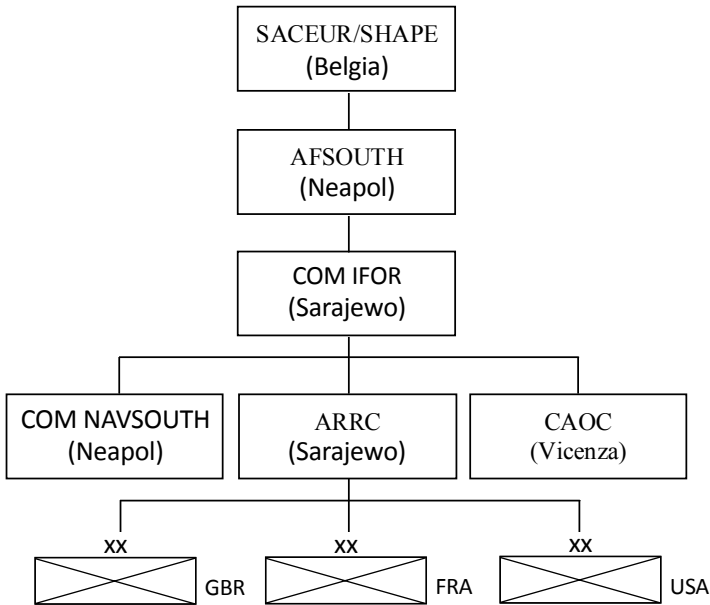 SACEUR/SHAPE
(Belgia)
AFSOUTH
(Neapol)
COM IFOR
(Sarajewo)
COM NAVSOUTH
(Neapol)
ARRC
(Sarajewo)
CAOC
(Vicenza)
xx
GBR
xx
FRA
xx
USA